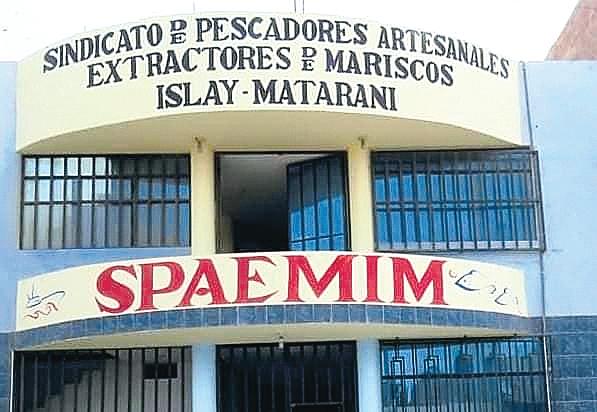 SINDICATO DE PESCADORES ARTESANALES
EXTRACTORES DE MARISCOS
ISLAY-MATARANI
SPAEMIM